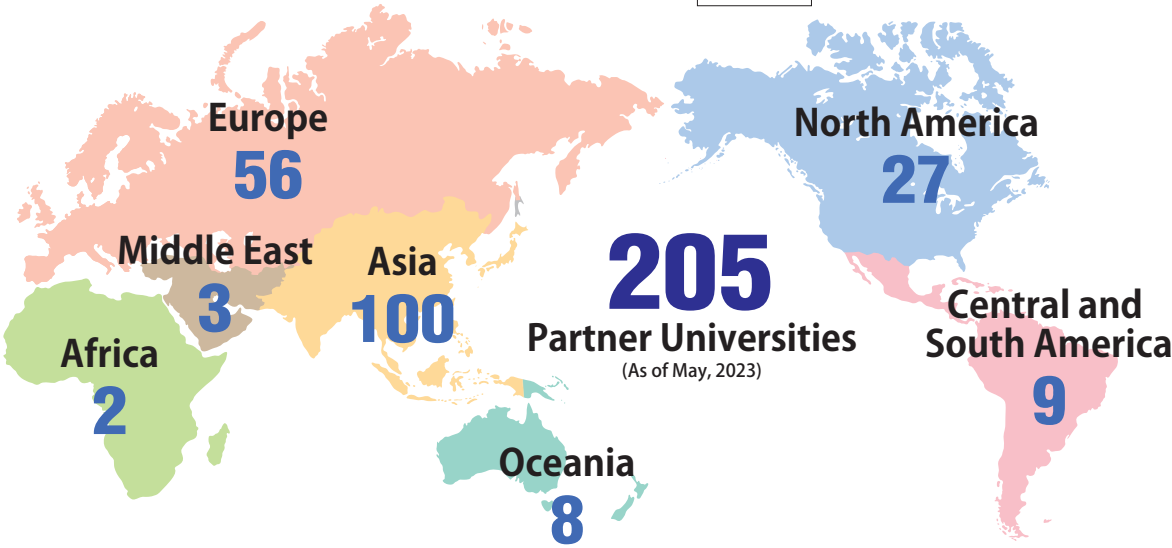 Europe
56
North America
27
Middle East
3
Asia
100
205
Partner Universities
(As of May, 2023)
Central and
South America
9
Africa
2
Oceania
8